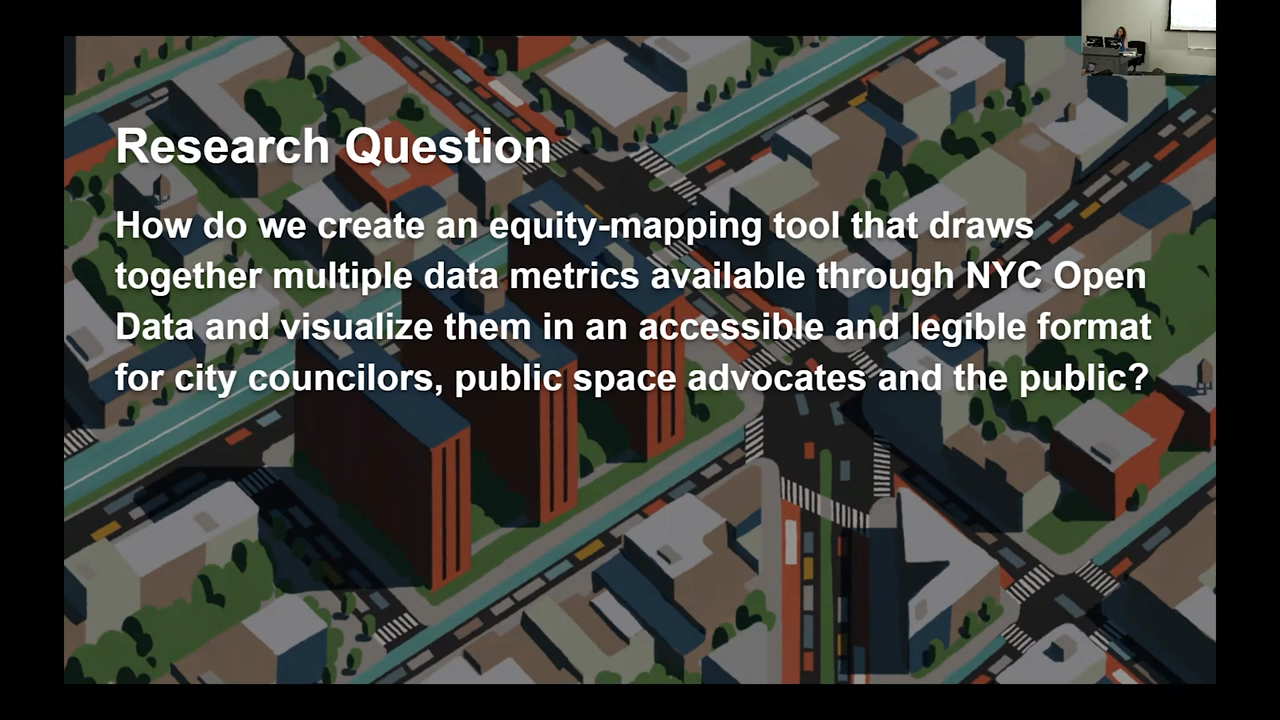 Research Question
How do we create an equity-mapping tool that draws
together multiple data metrics available through NYC Open
Data and visualize them in an accessible and legible format
for city councilors, public space advocates and the public?